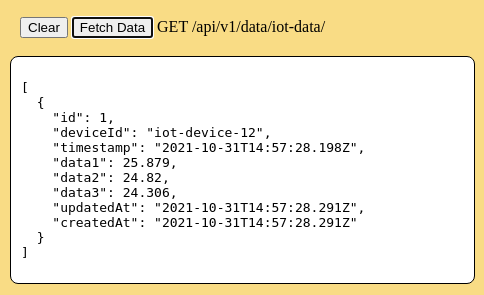 Clear Fetch Data GET /api/v1/data/iot-data/
[
  {
    "id": 1,
    "deviceId": "iot-device-12",
    "timestamp": "2021-10-31T14:57:28.198Z",
    "data1": 25.879,
    "data2": 24.82,
    "data3": 24.306,
    "updatedAt": "2021-10-31T14:57:28.291Z",
    "createdAt": "2021-10-31T14:57:28.291Z"
  }
]